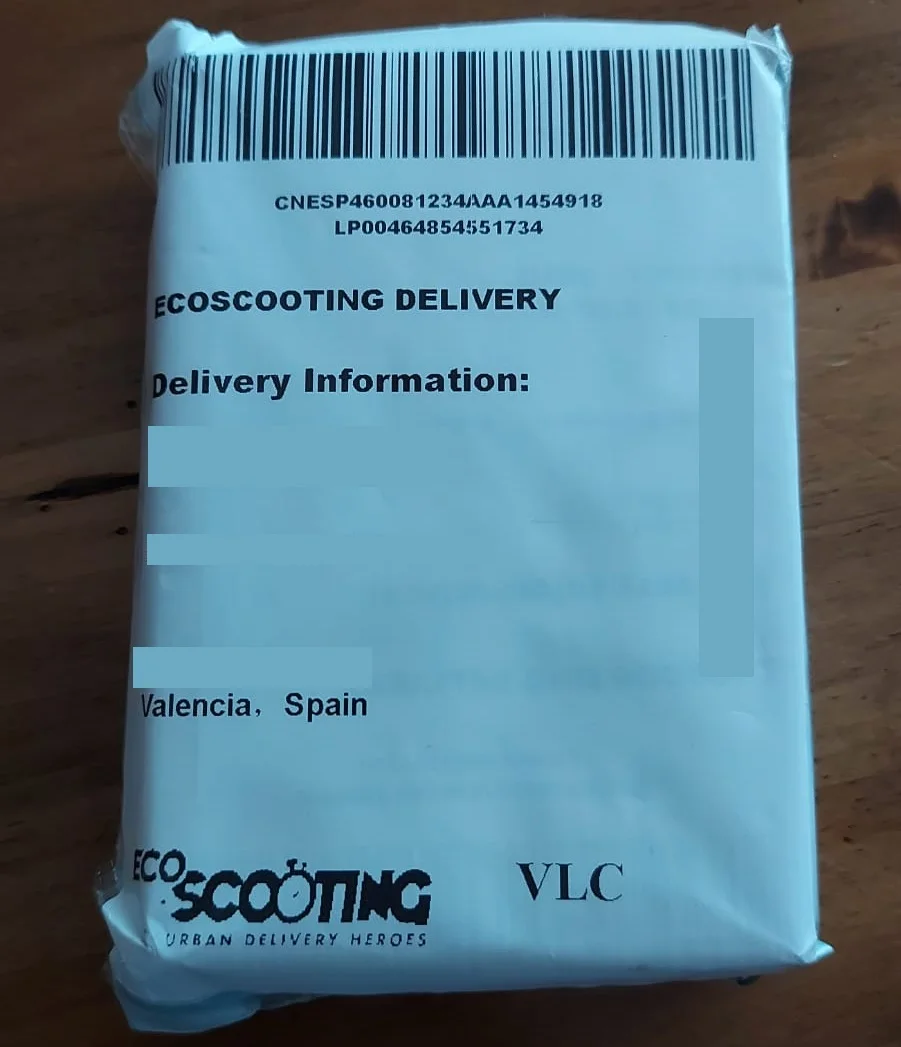 CNESP460081234AAA1454918
LP00464854551734
ECOSCOOTING DELIVERY
Delivery Information:
Valencia, Spain
ECO
SCOOTING
URBAN DELIVERY HEROES
VLC